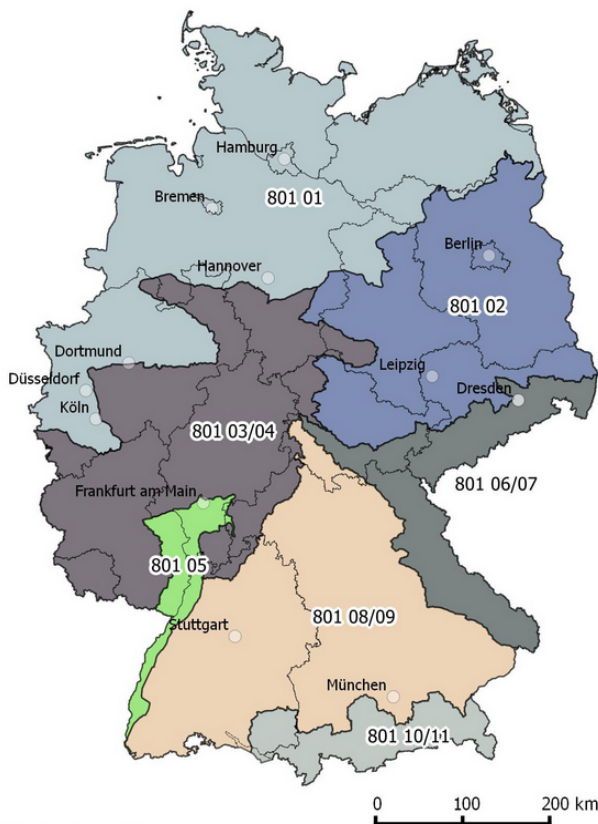 Hamburg
Bremen
801 01
Berlin
Hannover
801 02
Dortmund
Leipzig
Düsseldorf
Dresden
Köln
801 03/04
801 06/07
Frankfurt am Main
801 05
801 08/09
Stuttgart
München
801 10/11
0 100 200 km